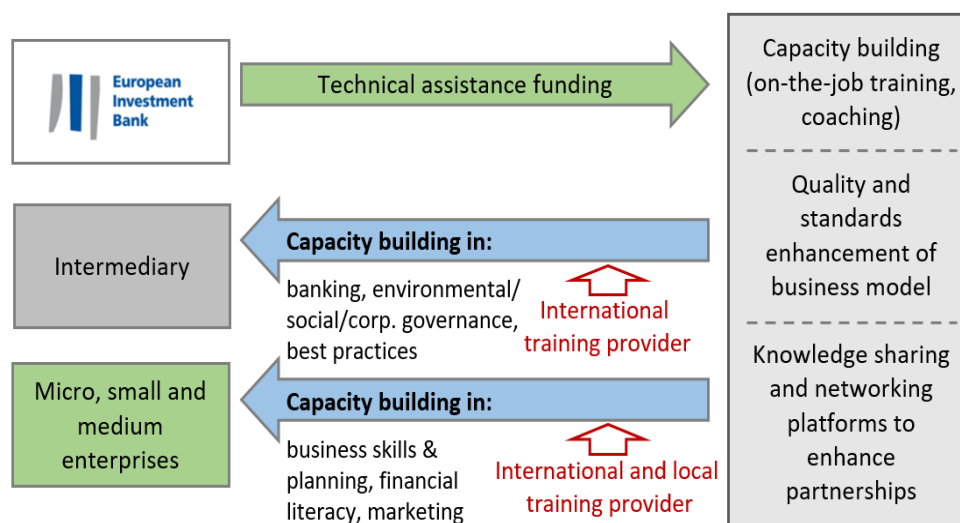 European
Investment
Bank
Technical assistance funding
Capacity building
(on-the-job training,
coaching)
Quality and
standards
enhancement of
business model
Knowledge sharing
and networking
platforms to
enhance
partnerships
Intermediary
Capacity building in:
banking, environmental/
social/corp. governance,
best practices
International
training provider
Micro, small and
medium
enterprises
Capacity building in:
business skills &
planning, financial
literacy, marketing
International and local
training provider